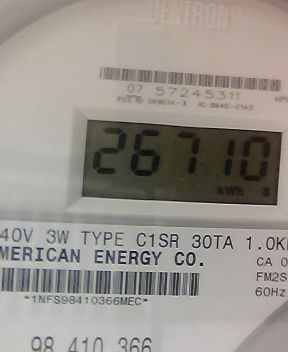 CENTRON
07 57245311
26710
kWh
40V 3W TYPE C1SR 30TA 1.0K
MERICAN ENERGY CO.
CA 0
FM2S
60Hz
*1NFS98410366MEC*
98 410 366